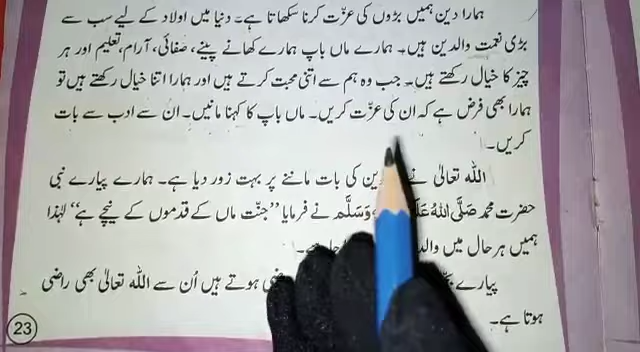 ہمارا دین ہمیں بڑوں کی عزّت کرنا سکھاتا ہے۔ دنیا میں اولاد کے لیے سب سے
بڑی نعمت والدین ہیں۔ ہمارے ماں باپ ہمارے کھانے پینے، صفائی، آرام، تعلیم اور ہر
چیز کا خیال رکھتے ہیں۔ جب وہ ہم سے اتنی محبت کرتے ہیں اور ہمارا اتنا خیال رکھتے ہیں تو
ہمارا بھی فرض ہے کہ ان کی عزّت کریں۔ ماں باپ کا کہنا مانیں۔ ان سے ادب سے بات
کریں۔
اللہ تعالیٰ نے کی بات ماننے پر بہت زور دیا ہے۔ ہمارے پیارے نبی
حضرت محمد صَلَّی اللہُ وَسَلَّم نے فرمایا ”جنّت ماں کے قدموں کے نیچے ہے“ لہٰذا
ہمیں ہر حال میں
پیارے ہوتے ہیں اُن سے اللہ تعالیٰ بھی راضی
ہوتا ہے۔
23